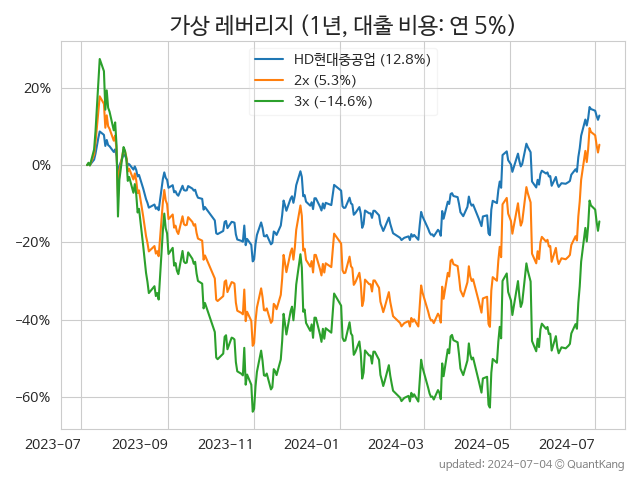 가상 레버리지 (1년, 대출 비용: 연 5%)
HD현대중공업 (12.8%)
2x (5.3%)
3x (−14.6%)
20%
0%
−20%
−40%
−60%
2023-07
2023-09
2023-11
2024-01
2024-03
2024-05
2024-07
updated: 2024-07-04 © QuantKang